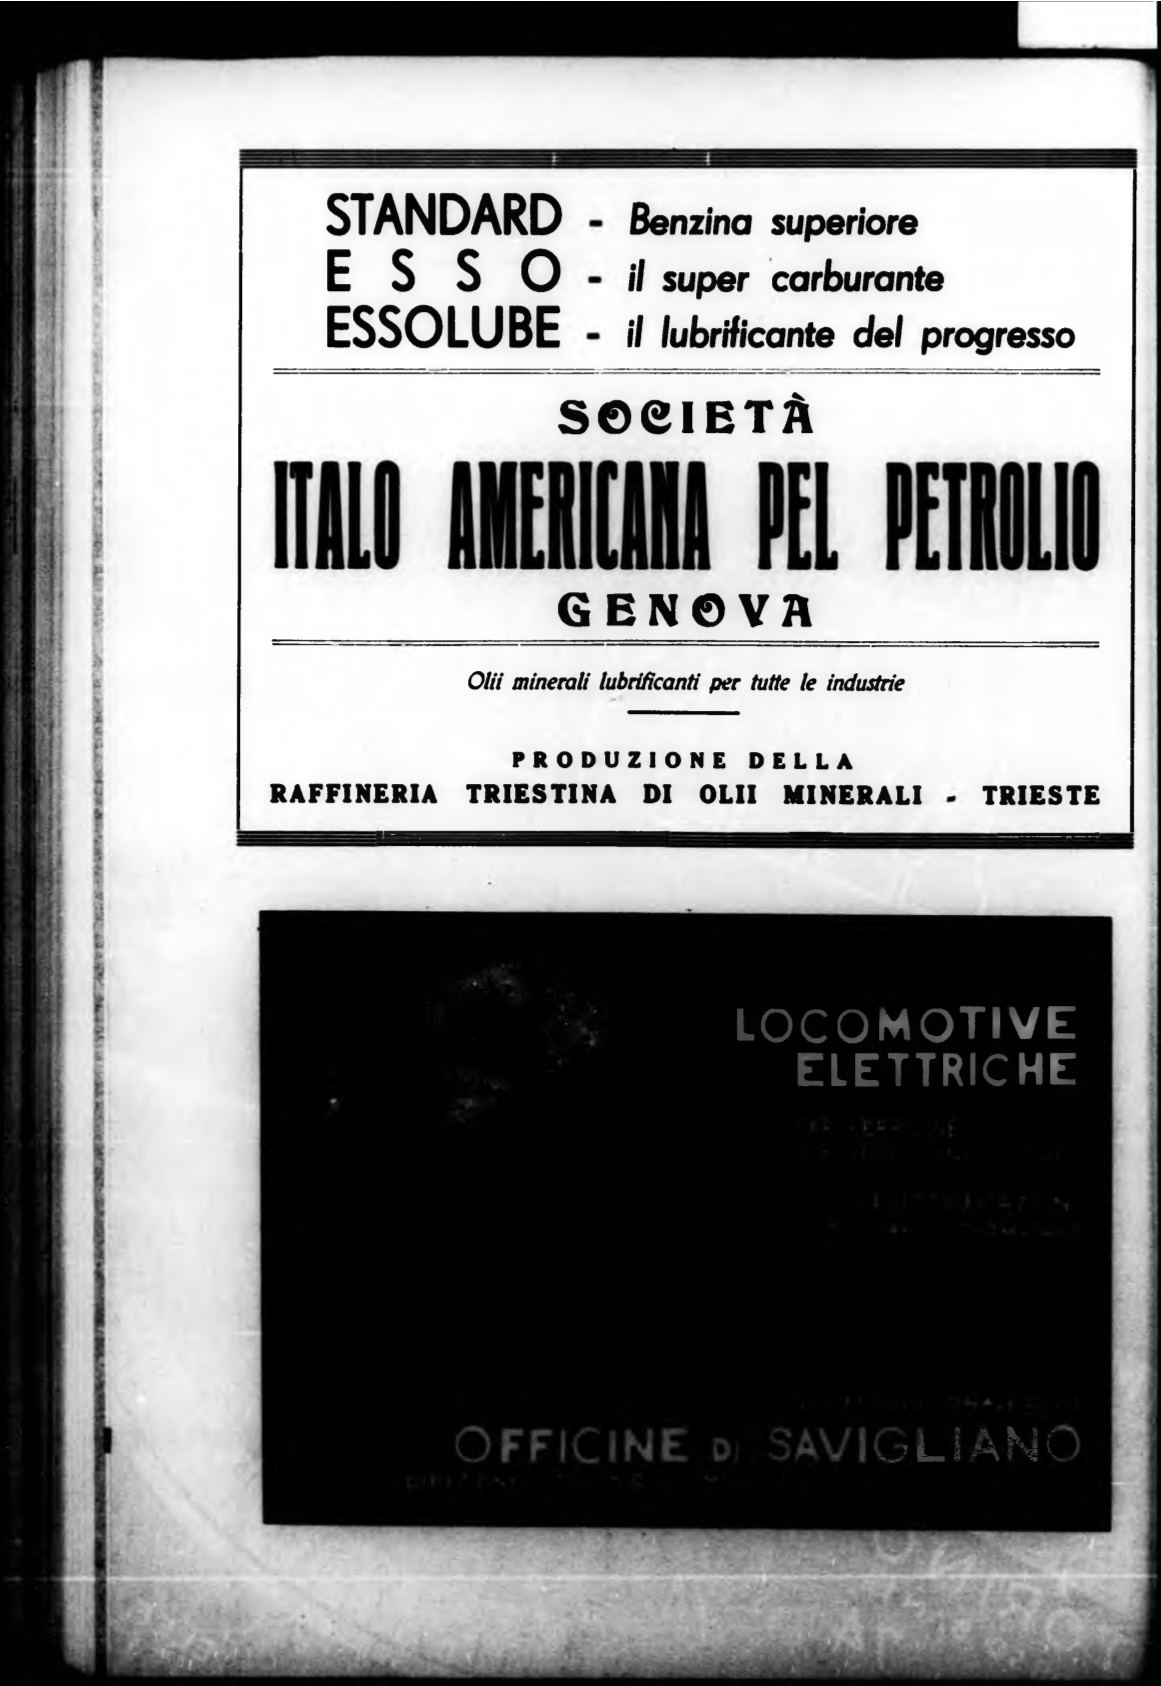 STANDARD - Benzina superiore
ESSO - il super carburante
ESSOLUBE - il lubrificante del progresso
SOCIETÀ
ITALO AMERICANA PEL PETROLIO
GENOVA
Olii minerali lubrificanti per tutte le industrie
PRODUZIONE DELLA
RAFFINERIA TRIESTINA DI OLII MINERALI - TRIESTE
LOCOMOTIVE
ELETTRICHE
OFFICINE DI SAVIGLIANO